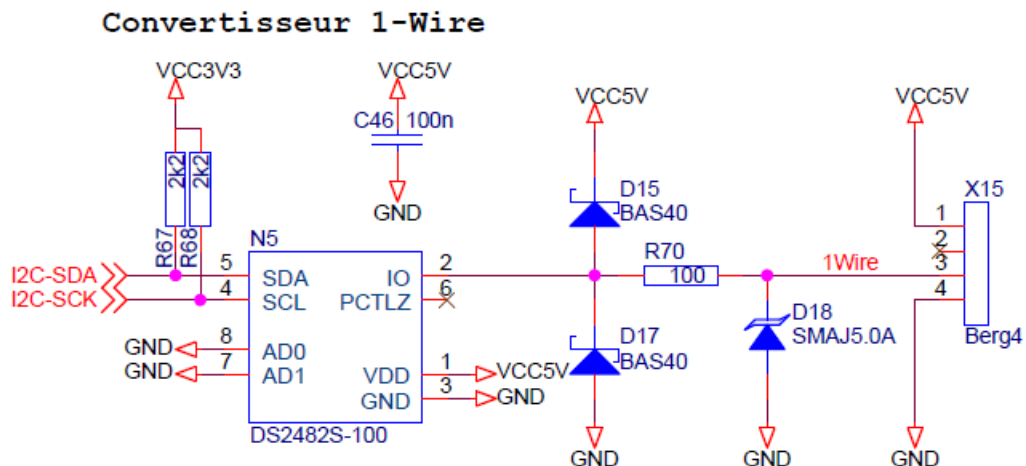 Convertisseur 1-Wire
VCC3V3
VCC5V
VCC5V
VCC5V
C46 100n
2k2
2k2
GND
D15
BAS40
X15
R67
R68
N5
R70
1
2
3
4
I2C-SDA
5
SDA
IO
2
100
1Wire
I2C-SCK
4
SCL
PCTLZ
6
D18
SMAJ5.0A
Berg4
GND
8
AD0
D17
BAS40
GND
7
AD1
VDD
1
VCC5V
GND
3
GND
DS2482S-100
GND
GND
GND